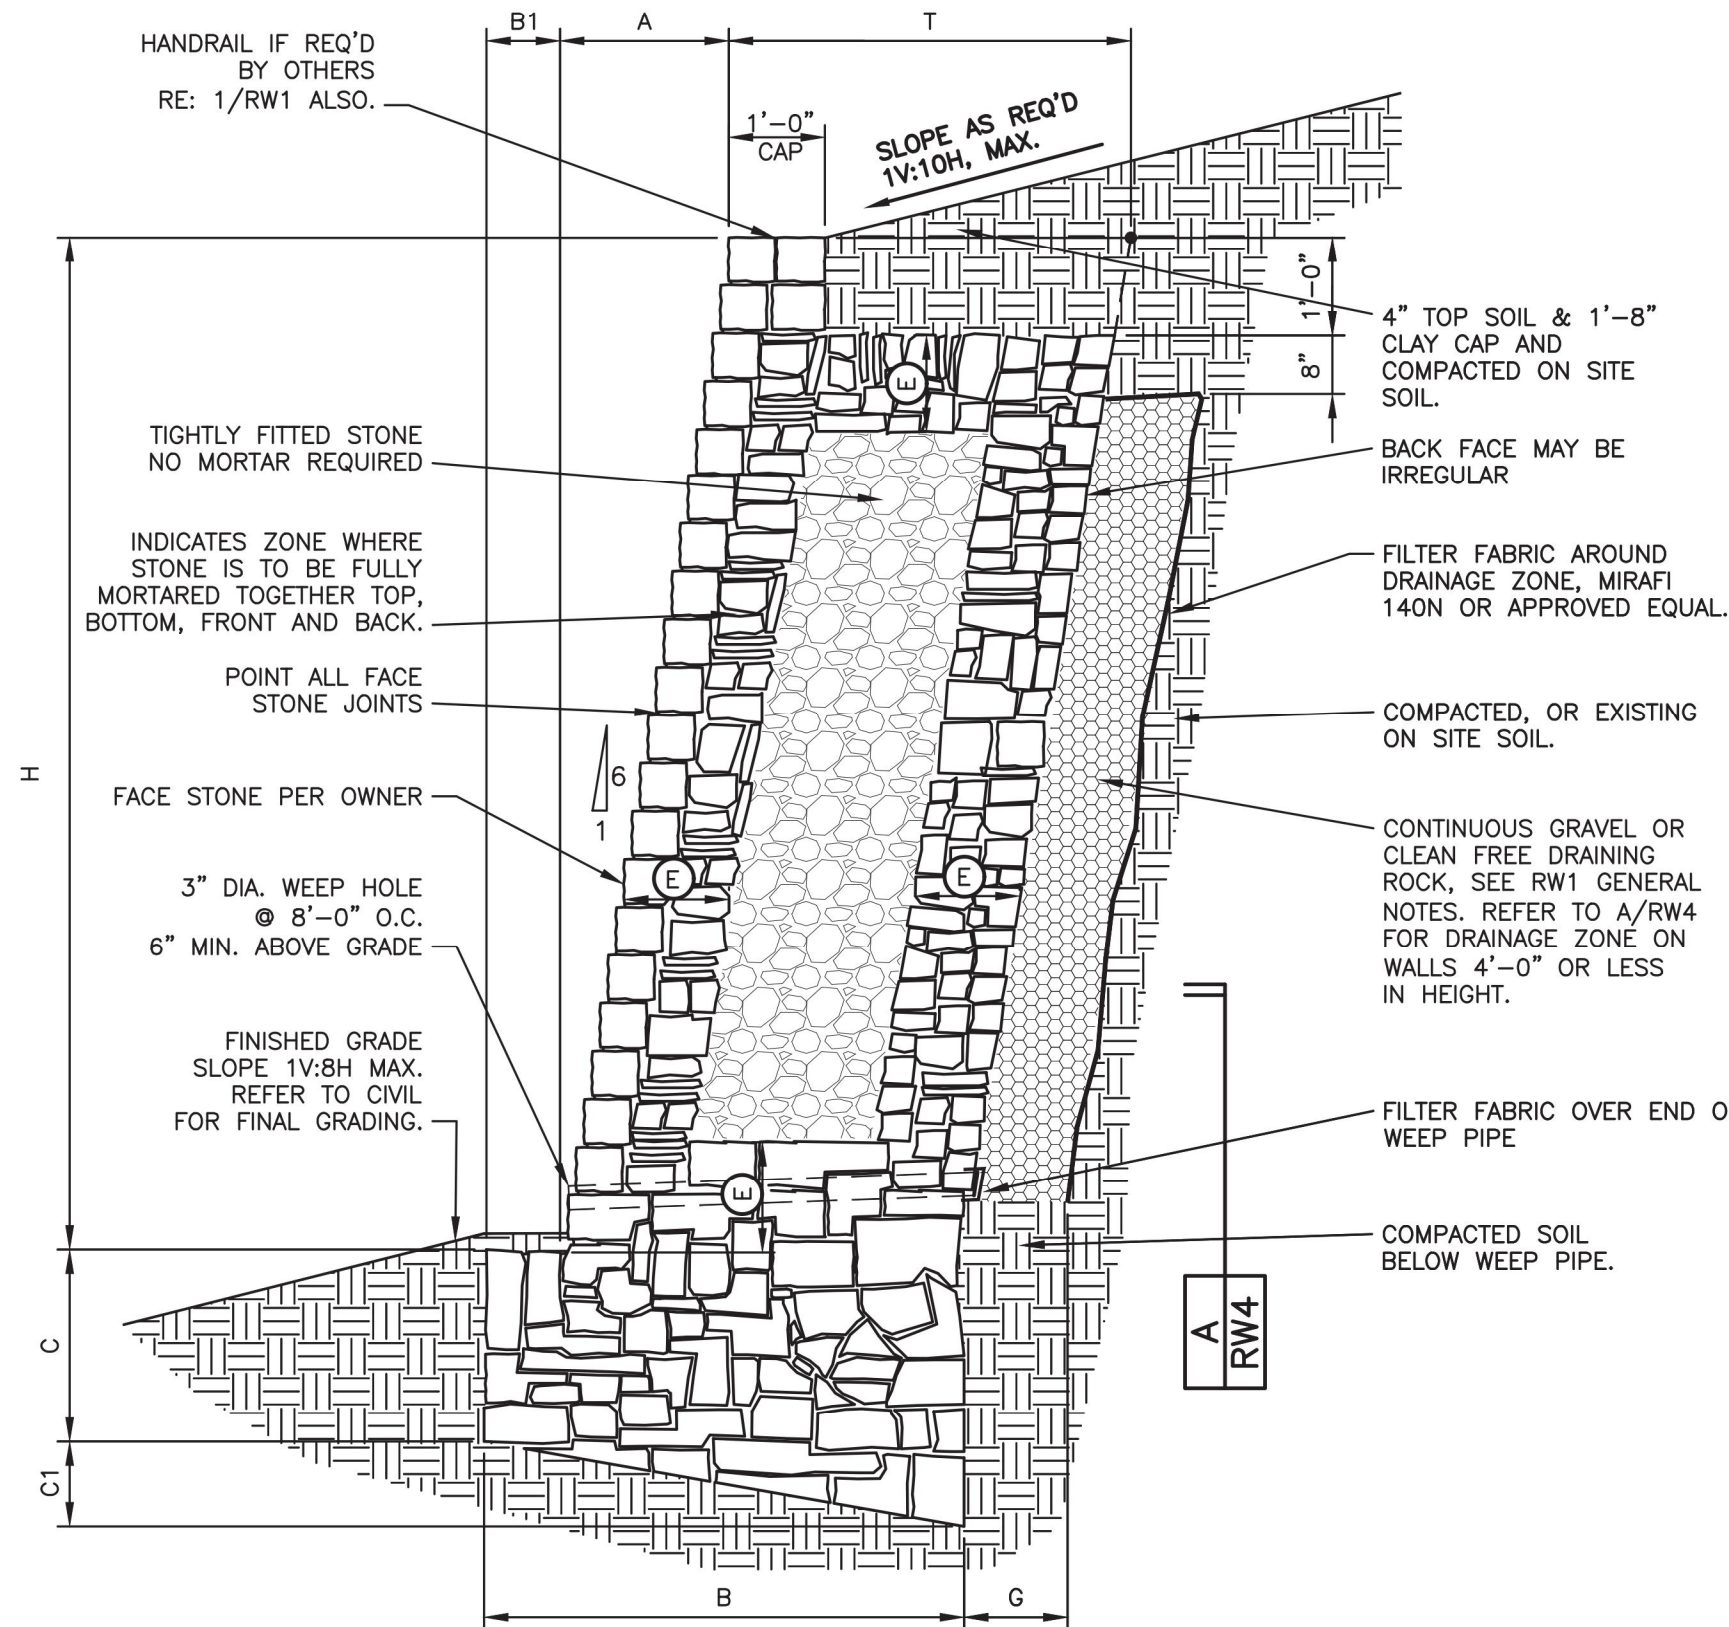 B1
A
T
HANDRAIL IF REQ'D
BY OTHERS
RE: 1/RW1 ALSO.
1'-0"
CAP
SLOPE AS REQ'D
1V:10H, MAX.
1'-0"
8"
4" TOP SOIL & 1'-8"
CLAY CAP AND
COMPACTED ON SITE
SOIL.
E
TIGHTLY FITTED STONE
NO MORTAR REQUIRED
BACK FACE MAY BE
IRREGULAR
INDICATES ZONE WHERE
STONE IS TO BE FULLY
MORTARED TOGETHER TOP,
BOTTOM, FRONT AND BACK.
FILTER FABRIC AROUND
DRAINAGE ZONE, MIRAFI
140N OR APPROVED EQUAL.
POINT ALL FACE
STONE JOINTS
COMPACTED, OR EXISTING
ON SITE SOIL.
H
6
1
FACE STONE PER OWNER
CONTINUOUS GRAVEL OR
CLEAN FREE DRAINING
ROCK, SEE RW1 GENERAL
NOTES. REFER TO A/RW4
FOR DRAINAGE ZONE ON
WALLS 4'-0" OR LESS
IN HEIGHT.
E
E
3" DIA. WEEP HOLE
@ 8'-0" O.C.
6" MIN. ABOVE GRADE
FINISHED GRADE
SLOPE 1V:8H MAX.
REFER TO CIVIL
FOR FINAL GRADING.
FILTER FABRIC OVER END O
WEEP PIPE
E
COMPACTED SOIL
BELOW WEEP PIPE.
A
RW4
C
C1
B
G